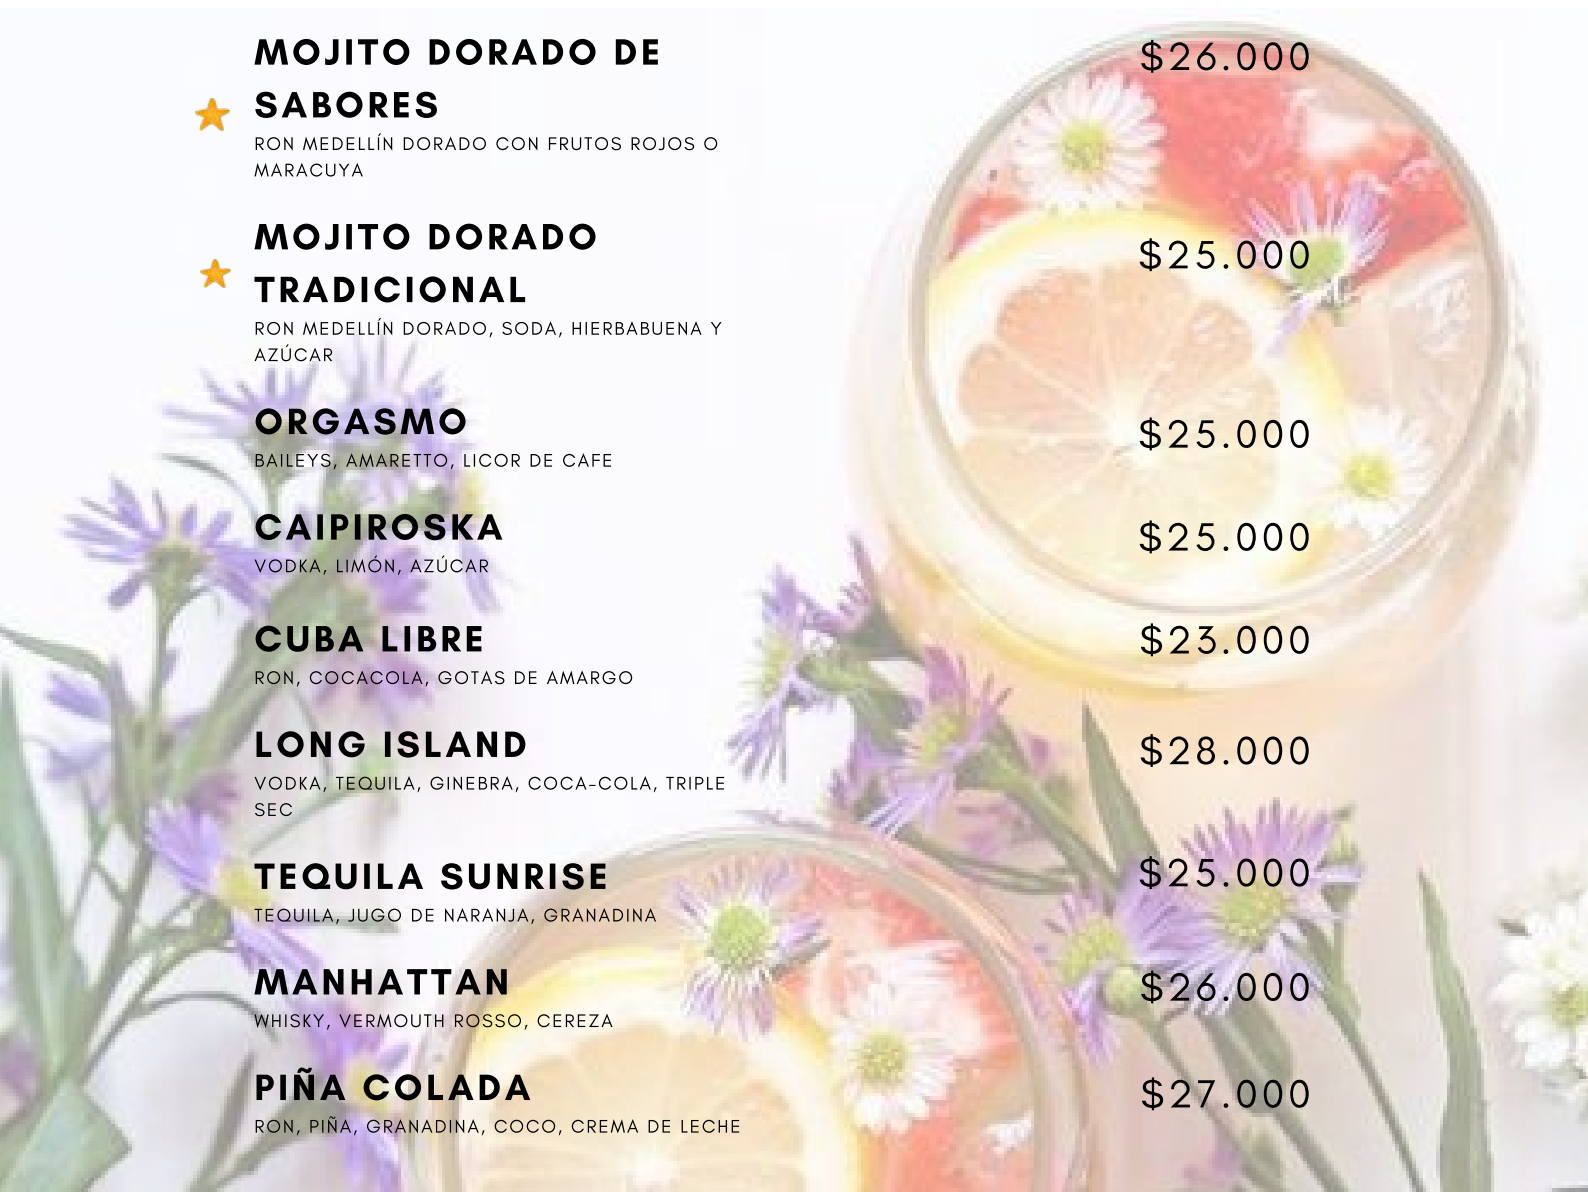 MOJITO DORADO DE $26.000
SABORES
RON MEDELLÍN DORADO CON FRUTOS ROJOS O
MARACUYA
MOJITO DORADO $25.000
TRADICIONAL
RON MEDELLÍN DORADO, SODA, HIERBABUENA Y
AZÚCAR
ORGASMO $25.000
BAILEYS, AMARETTO, LICOR DE CAFE
CAIPIROSKA $25.000
VODKA, LIMÓN, AZÚCAR
CUBA LIBRE $23.000
RON, COCACOLA, GOTAS DE AMARGO
LONG ISLAND $28.000
VODKA, TEQUILA, GINEBRA, COCA-COLA, TRIPLE
SEC
TEQUILA SUNRISE $25.000
TEQUILA, JUGO DE NARANJA, GRANADINA
MANHATTAN $26.000
WHISKY, VERMOUTH ROSSO, CEREZA
PIÑA COLADA $27.000
RON, PIÑA, GRANADINA, COCO, CREMA DE LECHE